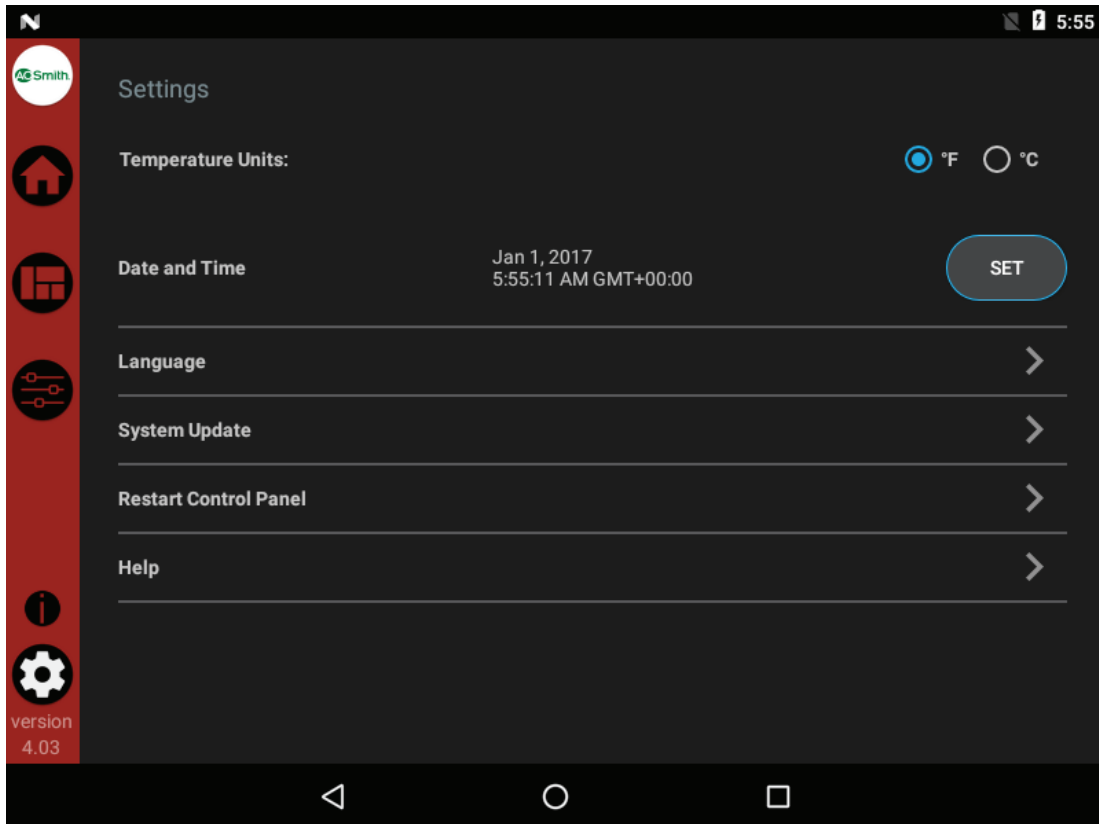 5:55
AO Smith.
Settings
Temperature Units:
°F
°C
Date and Time
Jan 1, 2017
5:55:11 AM GMT+00:00
SET
Language
System Update
Restart Control Panel
Help
version
4.03